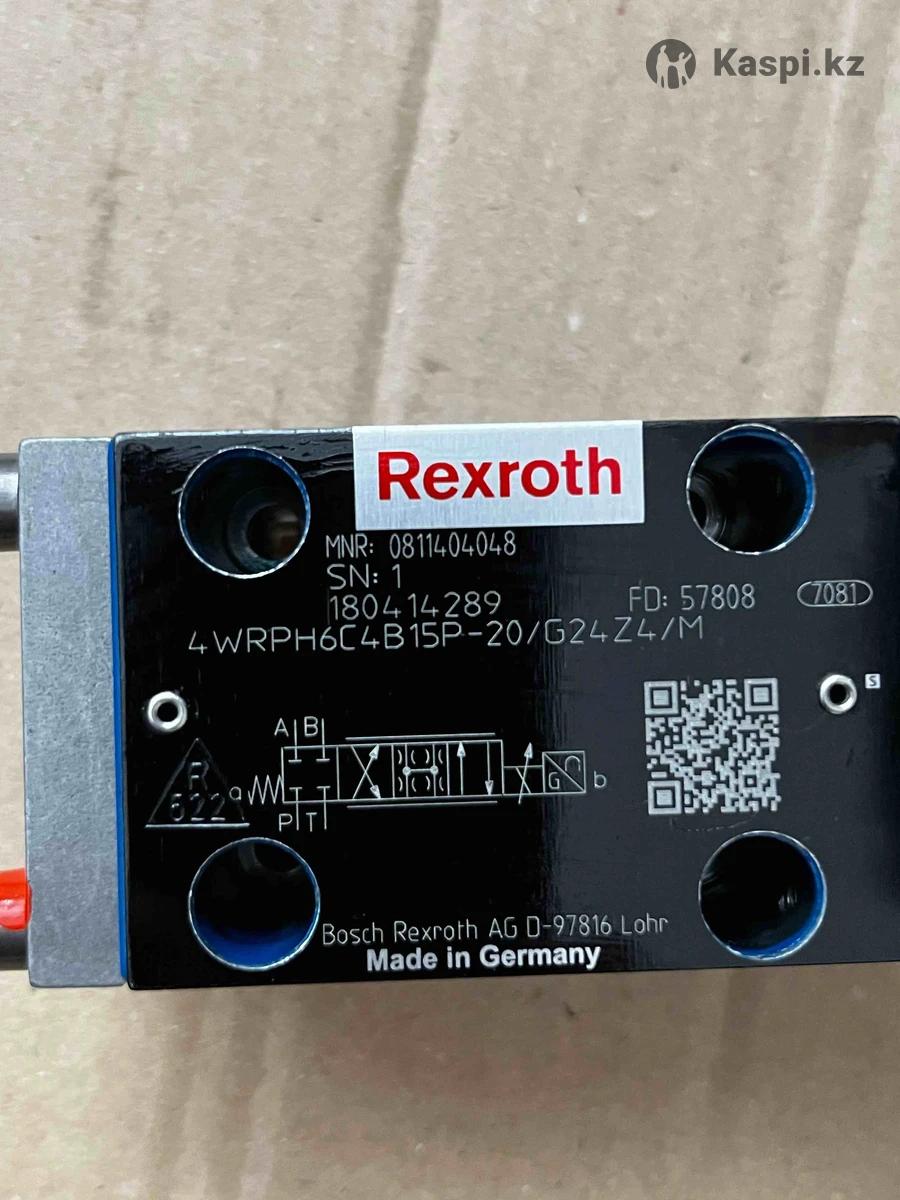 Kaspi.kz
Rexroth
MNR: 0811404048
SN: 1
180414289
FD: 57808
7081
4WRPH6C4B15P-20/G24Z4/M
S
A B
R
522
a
G
b
P T
Bosch Rexroth AG D-97816 Lohr
Made in Germany